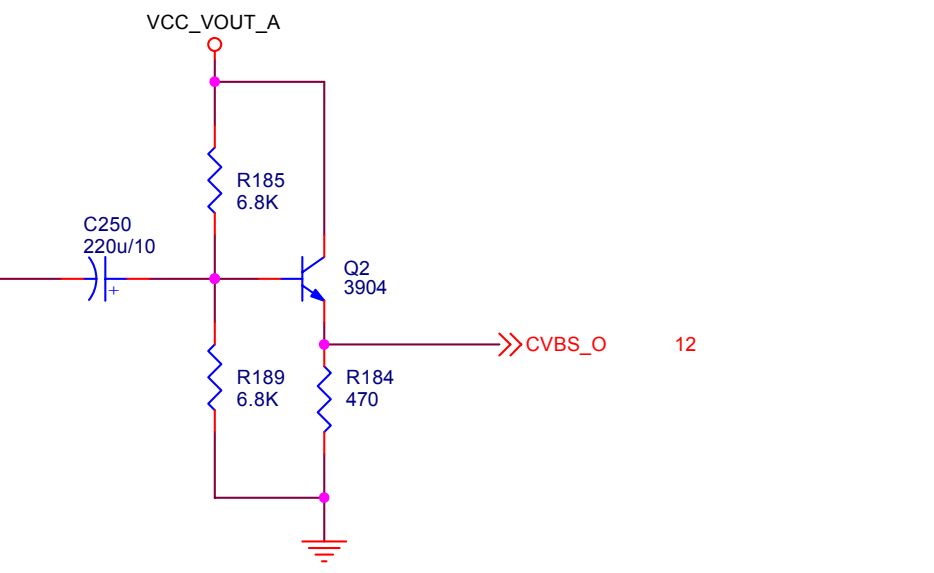 VCC_VOUT_A
R185
6.8K
C250
220u/10
+
Q2
3904
CVBS_O 12
R189
6.8K
R184
470